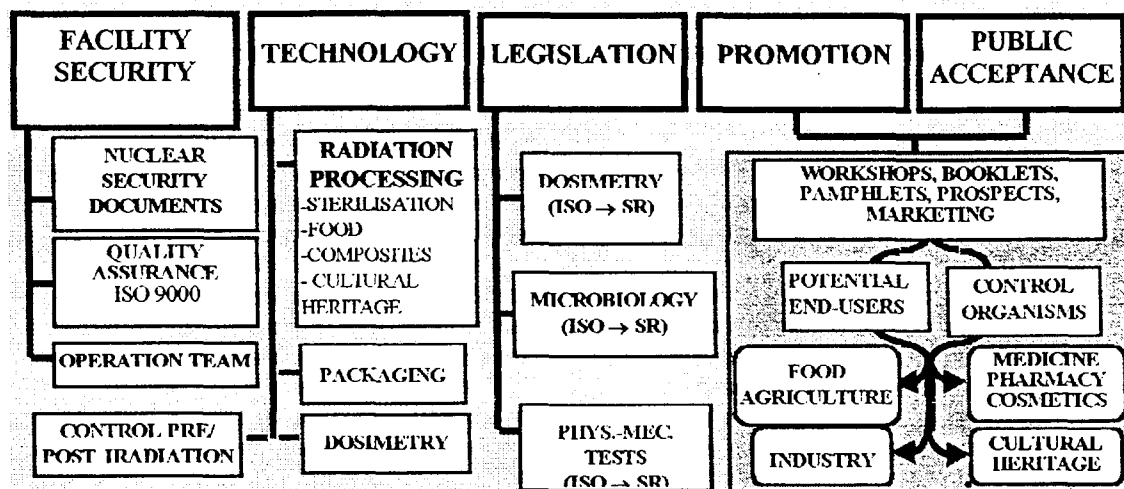 FACILITY
SECURITY
TECHNOLOGY
LEGISLATION
PROMOTION
PUBLIC
ACCEPTANCE
NUCLEAR
SECURITY
DOCUMENTS
QUALITY
ASSURANCE
ISO 9000
OPERATION TEAM
CONTROL PRE/
POST IRADIATION
RADIATION
PROCESSING
-STERILISATION
-FOOD
-COMPOSITIES
- CULTURAL
HERITAGE
PACKAGING
DOSIMETRY
DOSIMETRY
(ISO → SR)
MICROBIOLOGY
(ISO → SR)
PHYS.-MEC.
TESTS
(ISO → SR)
WORKSHOPS, BOOKLETS,
PAMPHLETS, PROSPECTS,
MARKETING
POTENTIAL
END-USERS
CONTROL
ORGANISMS
FOOD
AGRICULTURE
MEDICINE
PHARMACY
COSMETICS
INDUSTRY
CULTURAL
HERITAGE